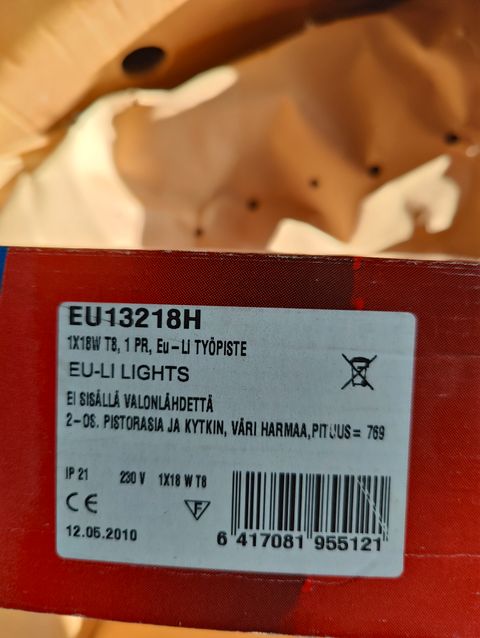 EU13218H
1X18W T8, 1 PR, Eu-LI TYÖPISTE
EU-LI LIGHTS
EI SISÄLLÄ VALONLÄHDETTÄ
2-OS. PISTORASIA JA KYTKIN, VÄRI HARMAA,PITUUS= 769
IP 21 230 V 1X18 W T8
CE F
12.05.2010
6 417081 955121